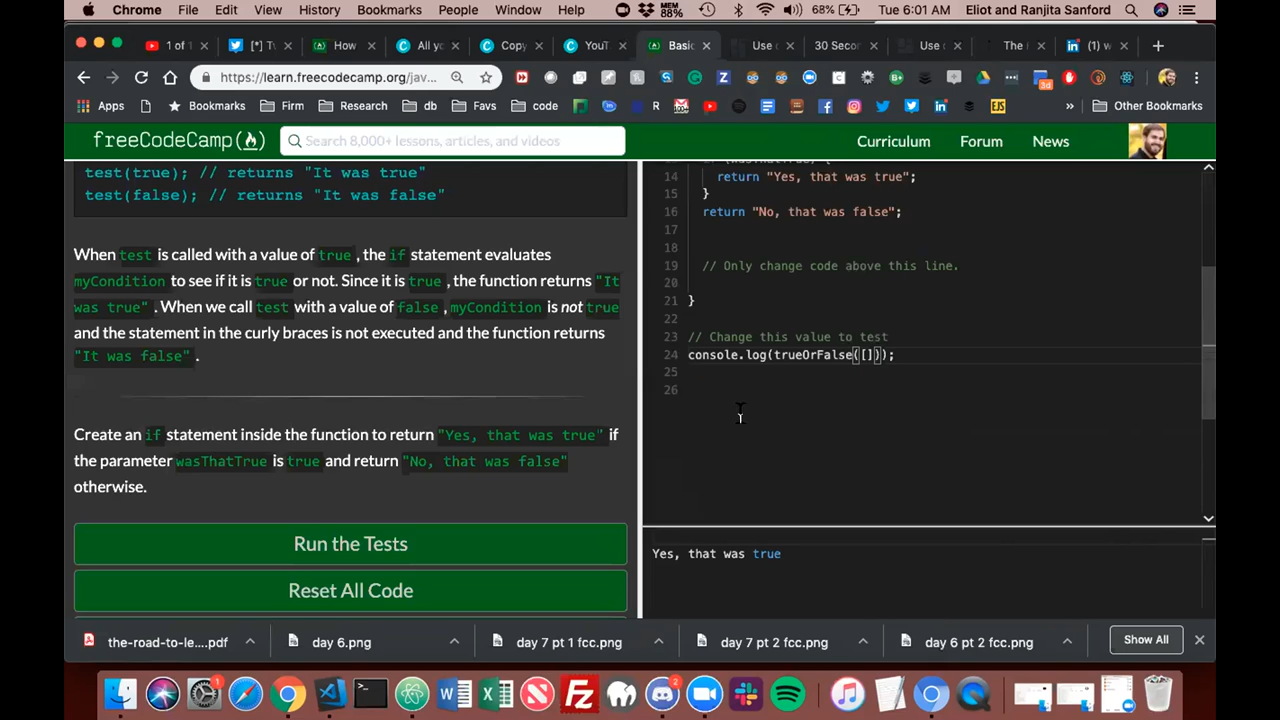 Chrome File Edit View History Bookmarks People Window Help MEM 88% 68% Tue 6:01 AM Eliot and Ranjita Sanford
1 of 1 [*] Tw How All yo Copy YouT Basic Use 30 Secon Use The (1) w
https://learn.freecodecamp.org/jav
Apps Bookmarks Firm Research db Favs code R EJS » Other Bookmarks
freeCodeCamp Search 8,000+ lessons, articles, and videos Curriculum Forum News
test(true); // returns "It was true"
test(false); // returns "It was false"
When test is called with a value of true, the if statement evaluates
myCondition to see if it is true or not. Since it is true, the function returns "It
was true". When we call test with a value of false, myCondition is not true
and the statement in the curly braces is not executed and the function returns
"It was false".
Create an if statement inside the function to return "Yes, that was true" if
the parameter wasThatTrue is true and return "No, that was false"
otherwise.
Run the Tests
Reset All Code
14 return "Yes, that was true";
15 }
16 return "No, that was false";
17
18
19 // Only change code above this line.
20
21 }
22
23 // Change this value to test
24 console.log(trueOrFalse([]));
25
26
Yes, that was true
the-road-to-le....pdf day 6.png day 7 pt 1 fcc.png day 7 pt 2 fcc.png day 6 pt 2 fcc.png Show All